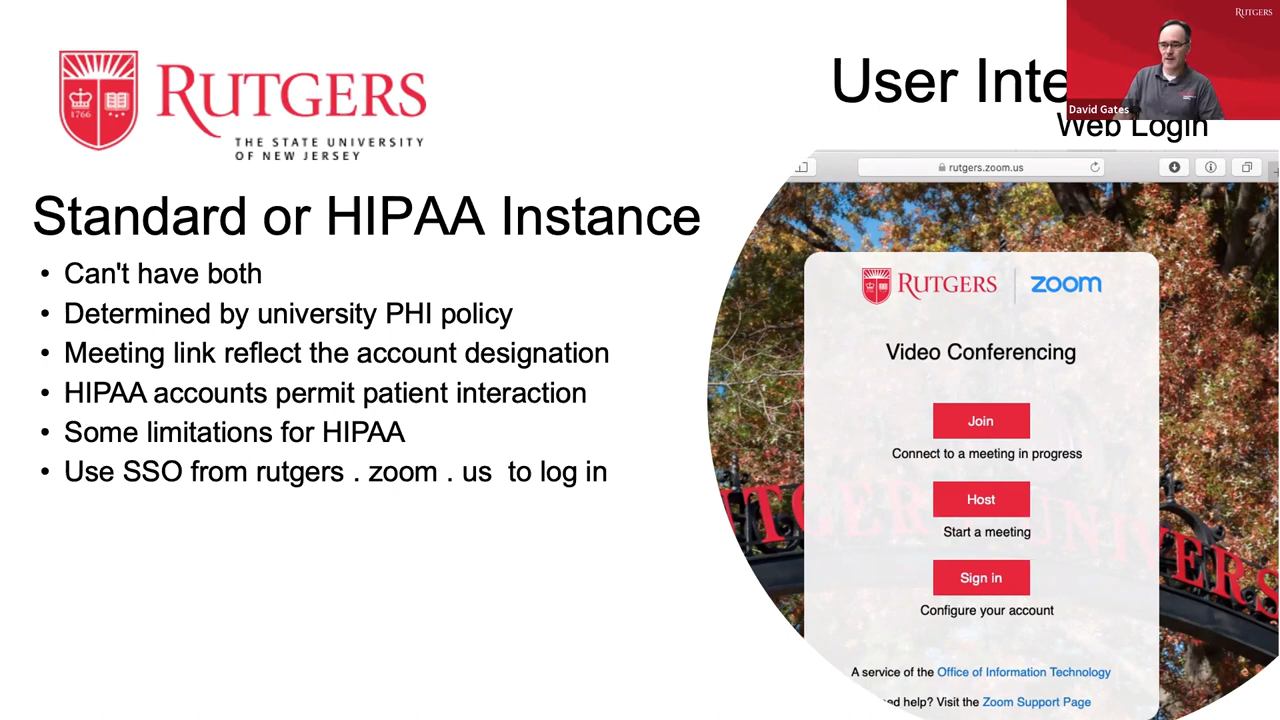 RUTGERS
THE STATE UNIVERSITY
OF NEW JERSEY
1766
User Inte
Web Login
RUTGERS
David Gates
Standard or HIPAA Instance
• Can't have both
• Determined by university PHI policy
• Meeting link reflect the account designation
• HIPAA accounts permit patient interaction
• Some limitations for HIPAA
• Use SSO from rutgers . zoom . us to log in
rutgers.zoom.us
RUTGERS | zoom
Video Conferencing
Join
Connect to a meeting in progress
Host
Start a meeting
Sign in
Configure your account
A service of the Office of Information Technology
ed help? Visit the Zoom Support Page